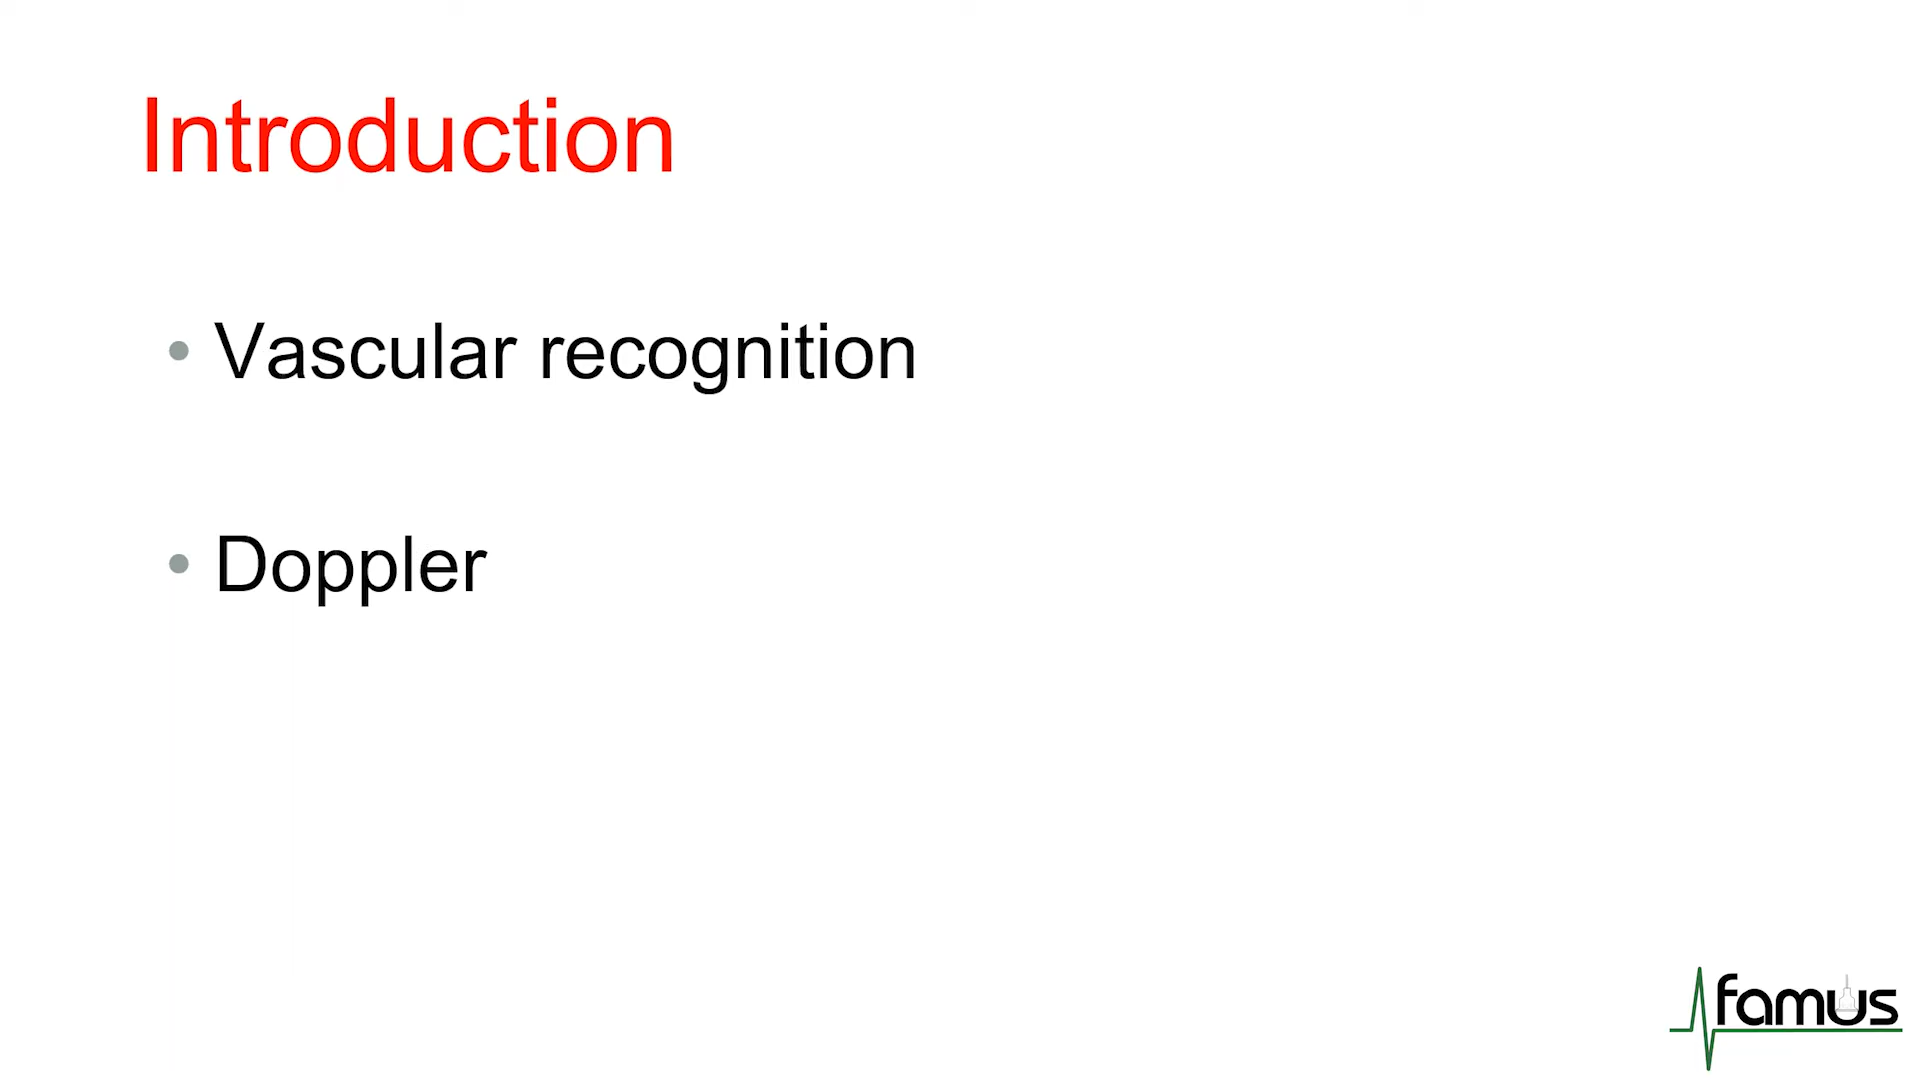 Introduction
• Vascular recognition
• Doppler
famus